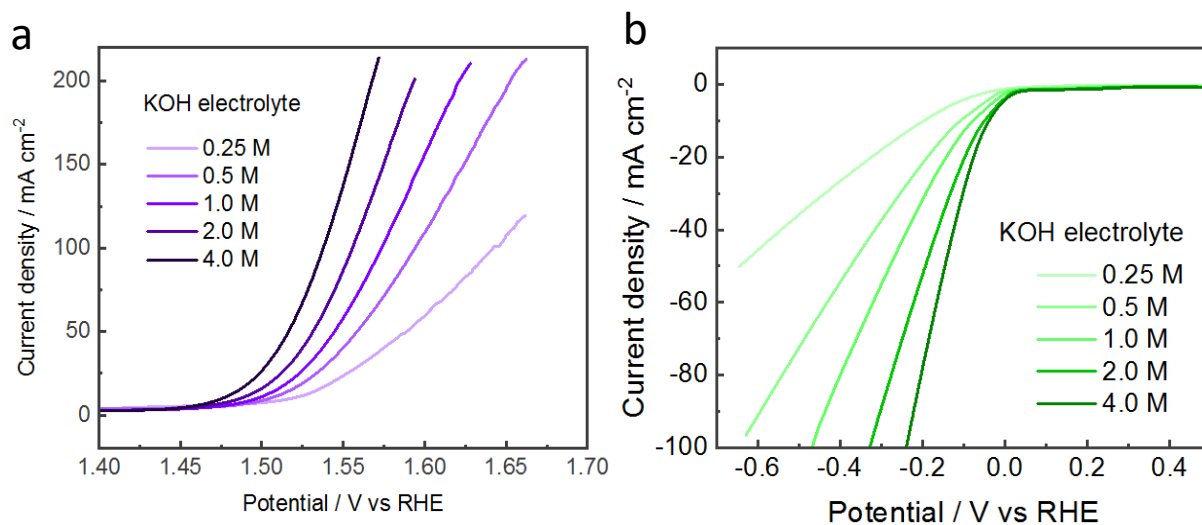 a
Current density / mA cm-2
200
150
100
50
0
KOH electrolyte
0.25 M
0.5 M
1.0 M
2.0 M
4.0 M
1.40 1.45 1.50 1.55 1.60 1.65 1.70
Potential / V vs RHE
b
Current density / mA cm-2
0
-20
-40
-60
-80
-100
KOH electrolyte
0.25 M
0.5 M
1.0 M
2.0 M
4.0 M
-0.6 -0.4 -0.2 0.0 0.2 0.4
Potential / V vs RHE